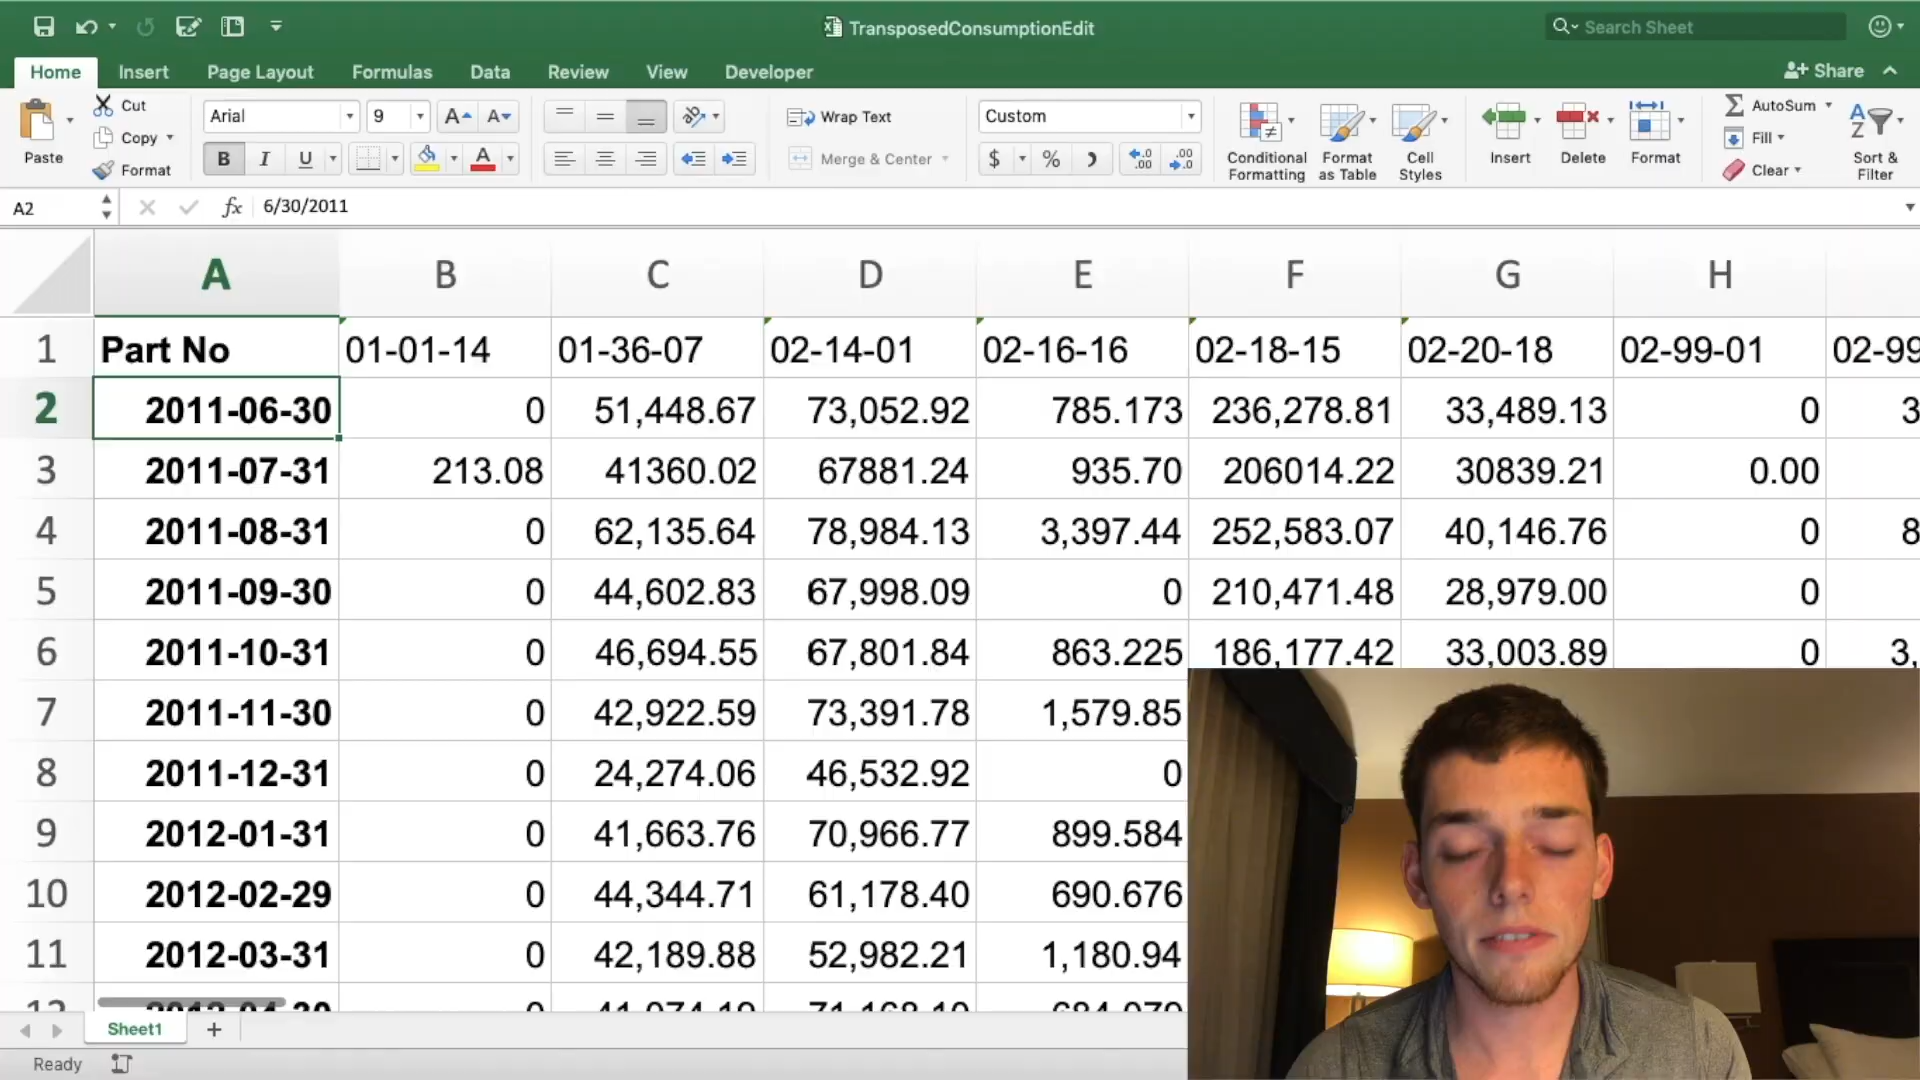 TransposedConsumptionEdit
Search Sheet
Home Insert Page Layout Formulas Data Review View Developer
Share
Paste
Cut
Copy
Format
Arial 9 A A
B I U A
Wrap Text
Merge & Center
Custom
$ % )
.0 .00
.00 .0
Conditional Formatting
Format as Table
Cell Styles
Insert
Delete
Format
AutoSum
Fill
Clear
A Z
Sort & Filter
A2 fx 6/30/2011
A B C D E F G H
1 Part No 01-01-14 01-36-07 02-14-01 02-16-16 02-18-15 02-20-18 02-99-01 02-99
2 2011-06-30 0 51,448.67 73,052.92 785.173 236,278.81 33,489.13 0 3
3 2011-07-31 213.08 41360.02 67881.24 935.70 206014.22 30839.21 0.00
4 2011-08-31 0 62,135.64 78,984.13 3,397.44 252,583.07 40,146.76 0 8
5 2011-09-30 0 44,602.83 67,998.09 0 210,471.48 28,979.00 0
6 2011-10-31 0 46,694.55 67,801.84 863.225 186,177.42 33,003.89 0 3,
7 2011-11-30 0 42,922.59 73,391.78 1,579.85
8 2011-12-31 0 24,274.06 46,532.92 0
9 2012-01-31 0 41,663.76 70,966.77 899.584
10 2012-02-29 0 44,344.71 61,178.40 690.676
11 2012-03-31 0 42,189.88 52,982.21 1,180.94
Sheet1 +
Ready